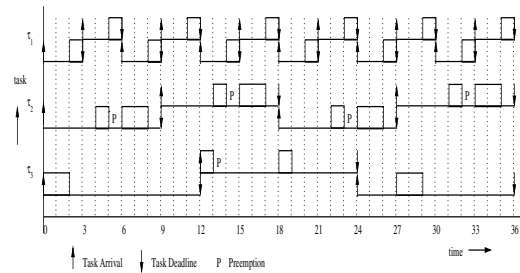 τ1
task
τ2
P P P P
τ3
P
0 3 6 9 12 15 18 21 24 27 30 33 36
Task Arrival Task Deadline P Preemption time